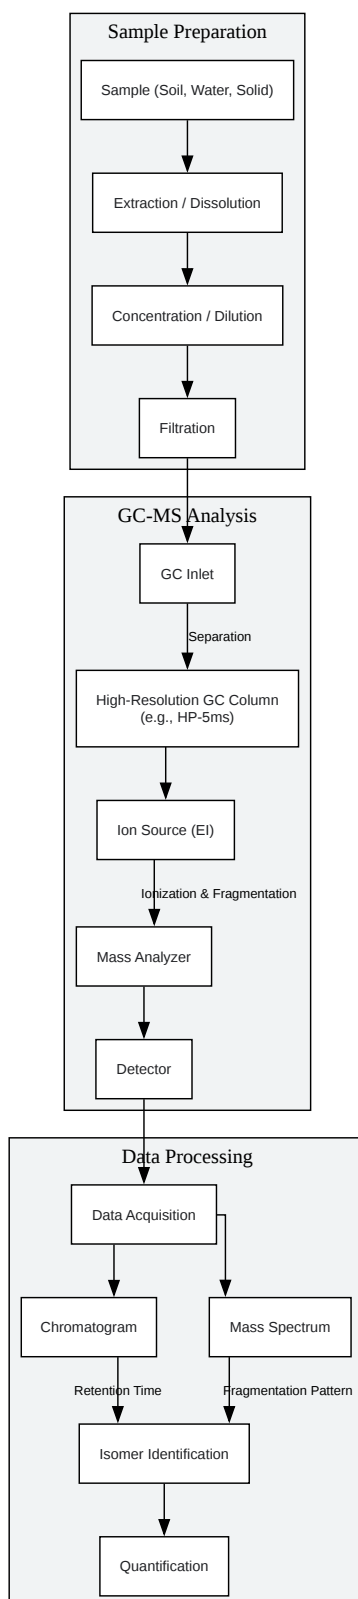 Sample Preparation
Sample (Soil, Water, Solid)
Extraction / Dissolution
Concentration / Dilution
Filtration
GC-MS Analysis
GC Inlet
Separation
High-Resolution GC Column
(e.g., HP-5ms)
Ion Source (EI)
Ionization & Fragmentation
Mass Analyzer
Detector
Data Processing
Data Acquisition
Chromatogram
Mass Spectrum
Retention Time
Fragmentation Pattern
Isomer Identification
Quantification